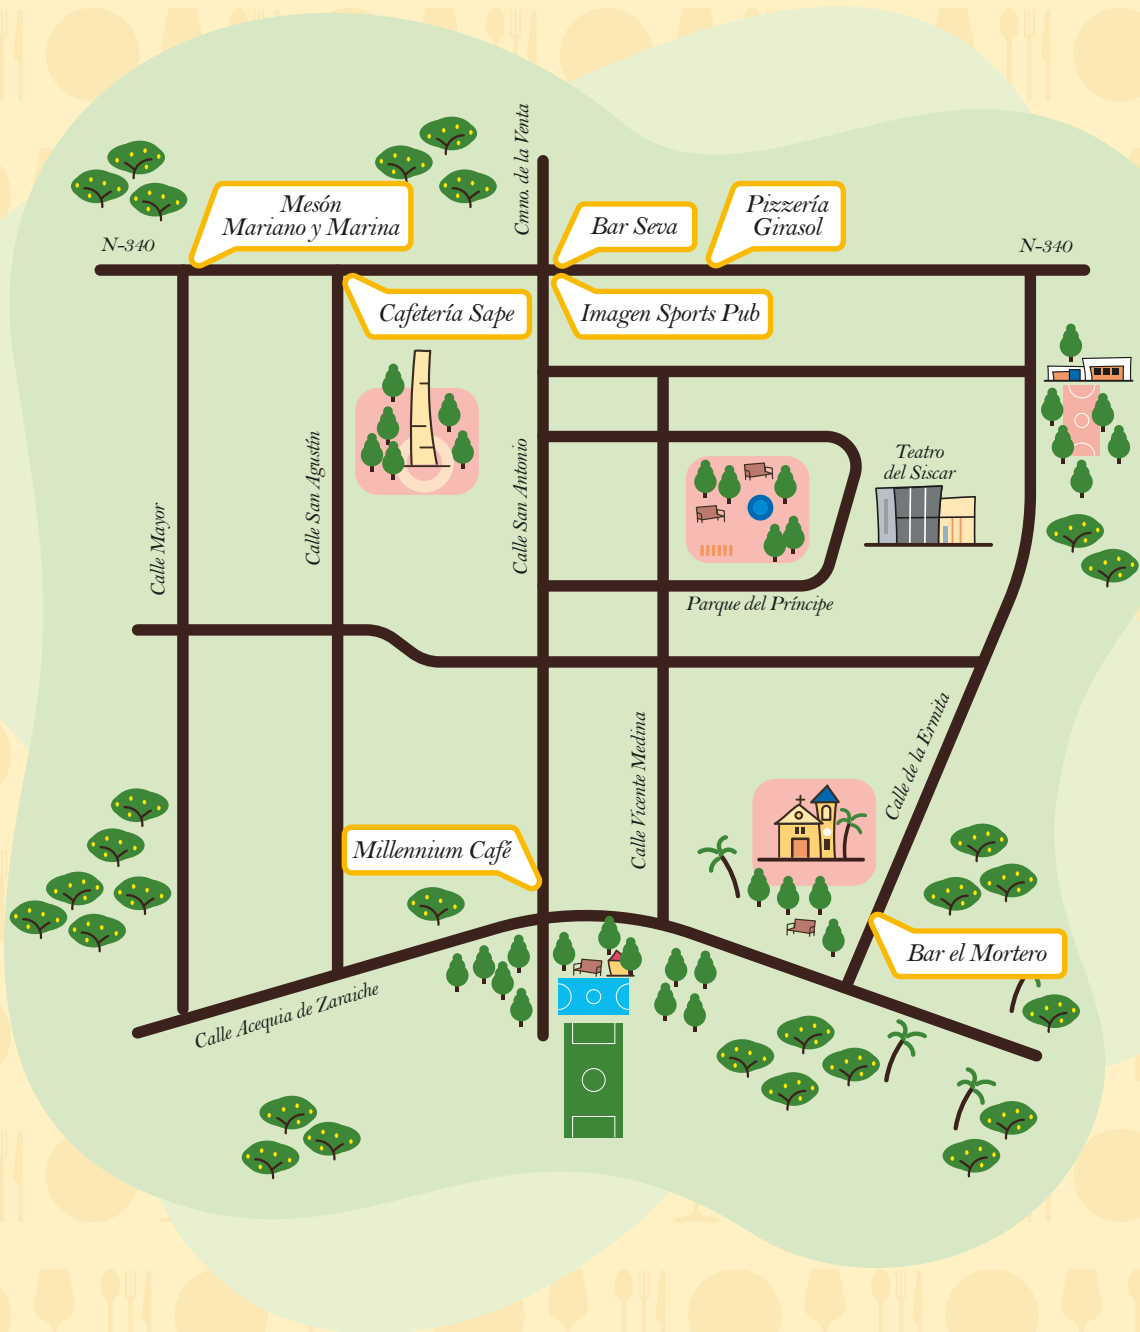 Cmno. de la Venta
Mesón
Mariano y Marina
Bar Seva
Pizzería
Girasol
N-340
N-340
Cafetería Sape
Imagen Sports Pub
Calle Mayor
Calle San Agustín
Calle San Antonio
Teatro
del Siscar
Parque del Príncipe
Calle Vicente Medina
Calle de la Ermita
Millennium Café
Bar el Mortero
Calle Acequia de Zaraiche